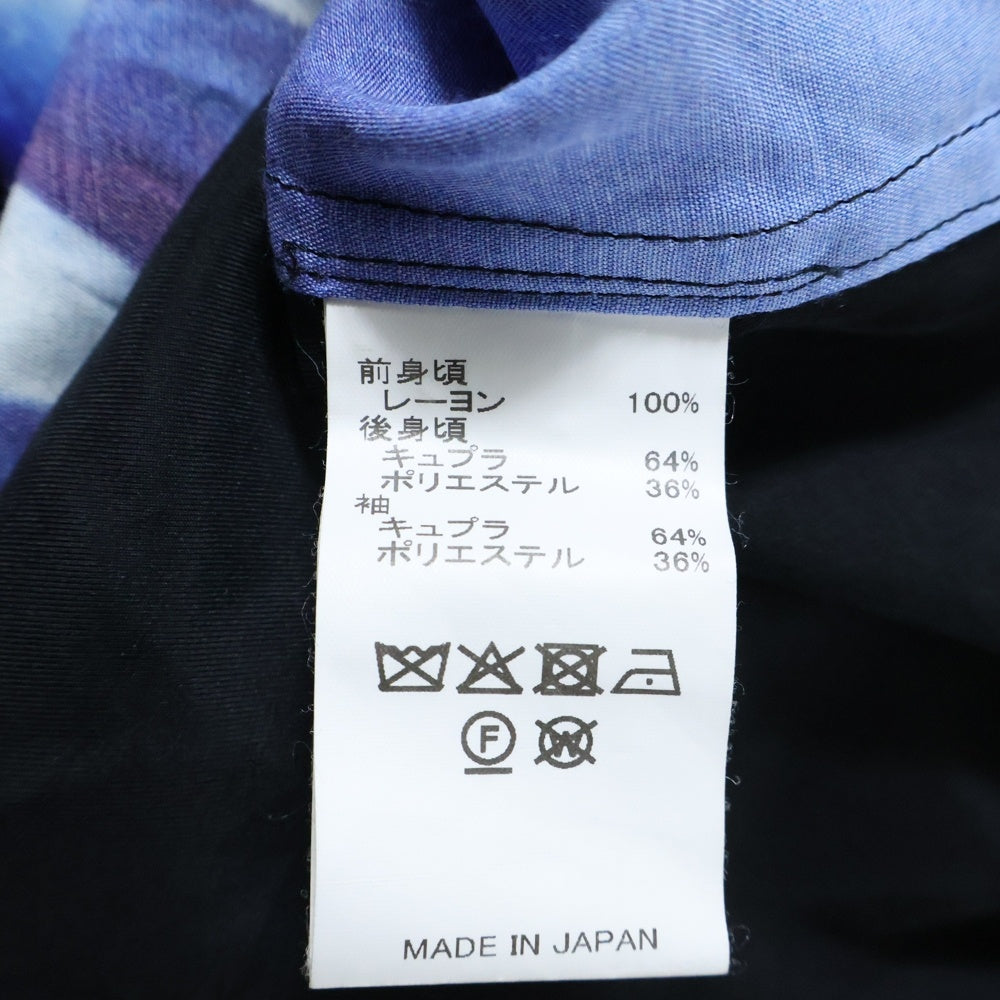 前身頃
レーヨン 100%
後身頃
キュプラ 64%
ポリエステル 36%
袖
キュプラ 64%
ポリエステル 36%
F W
MADE IN JAPAN